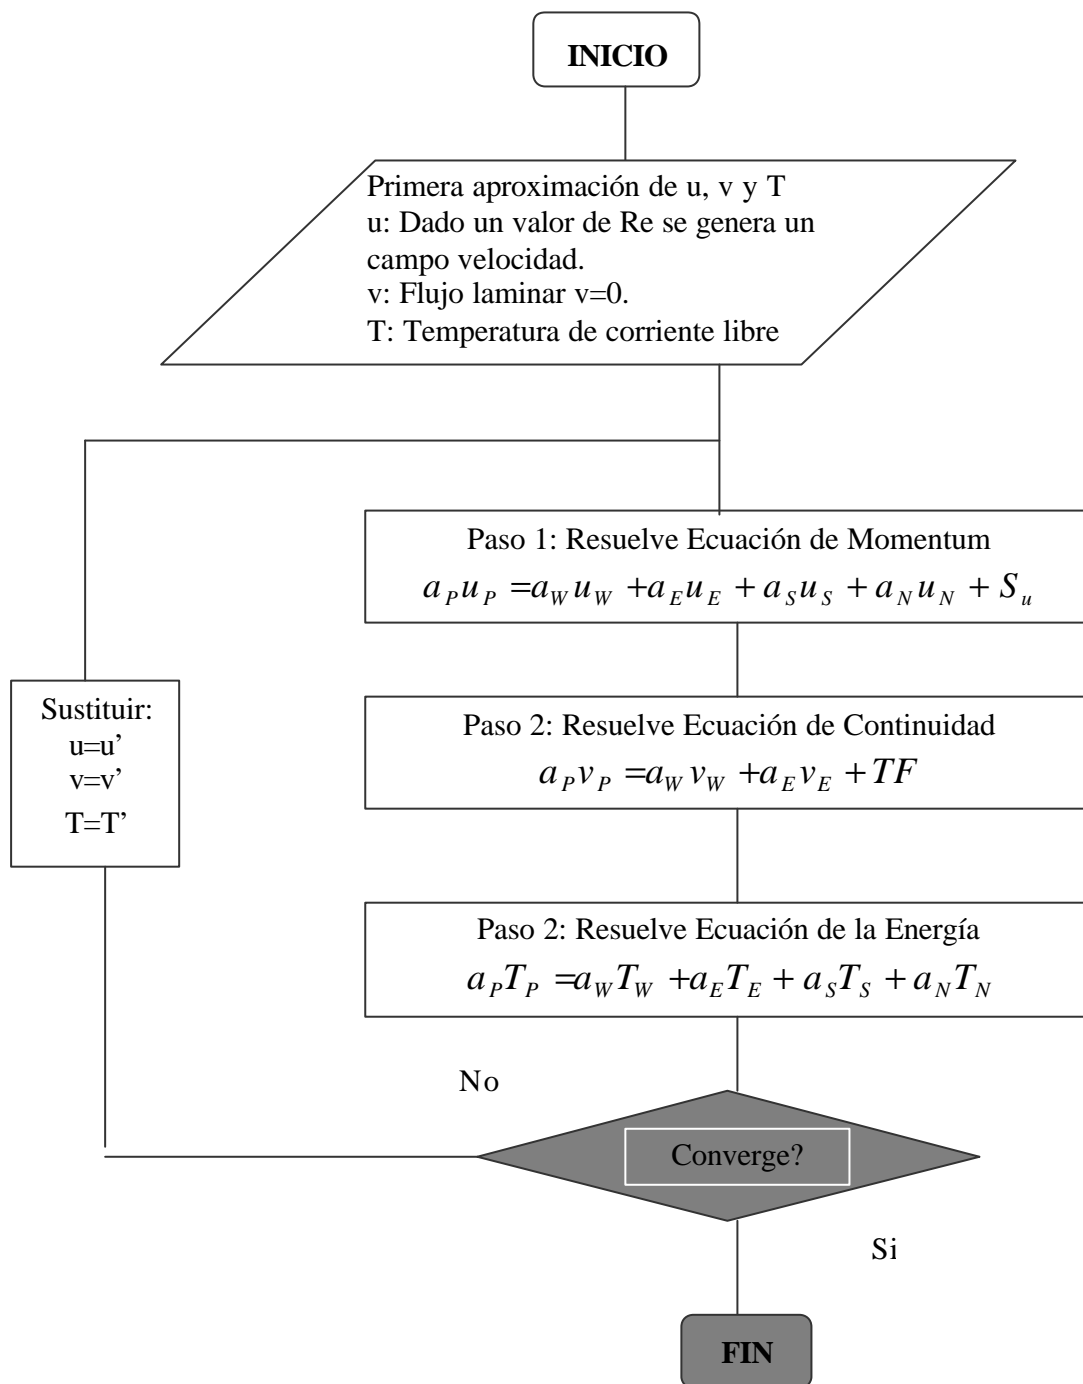 INICIO
Primera aproximación de u, v y T
u: Dado un valor de Re se genera un
campo velocidad.
v: Flujo laminar v=0.
T: Temperatura de corriente libre
Paso 1: Resuelve Ecuación de Momentum
a_P u_P = a_W u_W + a_E u_E + a_S u_S + a_N u_N + S_u
Sustituir:
u=u’
v=v’
T=T’
Paso 2: Resuelve Ecuación de Continuidad
a_P v_P = a_W v_W + a_E v_E + TF
Paso 2: Resuelve Ecuación de la Energía
a_P T_P = a_W T_W + a_E T_E + a_S T_S + a_N T_N
No
Converge?
Si
FIN